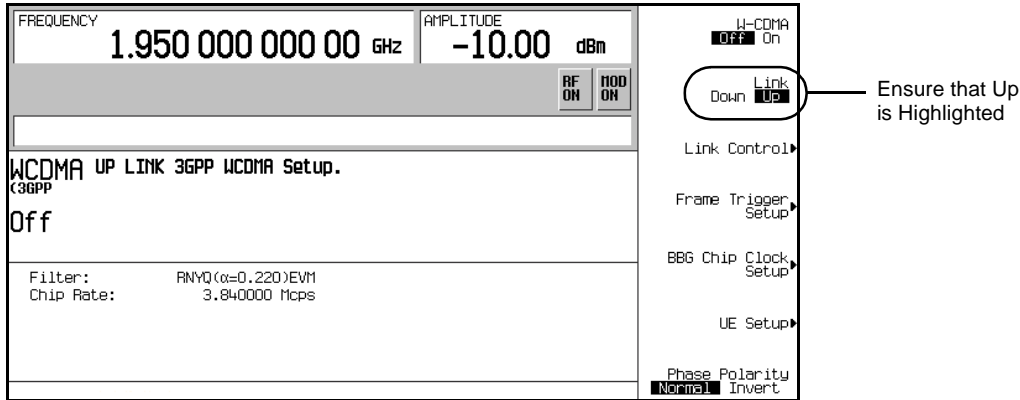 FREQUENCY
1.950 000 000 00 GHz
AMPLITUDE
-10.00 dBm
RF ON
MOD ON
WCDMA UP LINK 3GPP WCDMA Setup.
(3GPP
Off
Filter: RNYQ(α=0.220)EVM
Chip Rate: 3.840000 Mcps
W-CDMA
Off On
Link
Down Up
Link Control▶
Frame Trigger
Setup▶
BBG Chip Clock
Setup▶
UE Setup▶
Phase Polarity
Normal Invert
Ensure that Up
is Highlighted